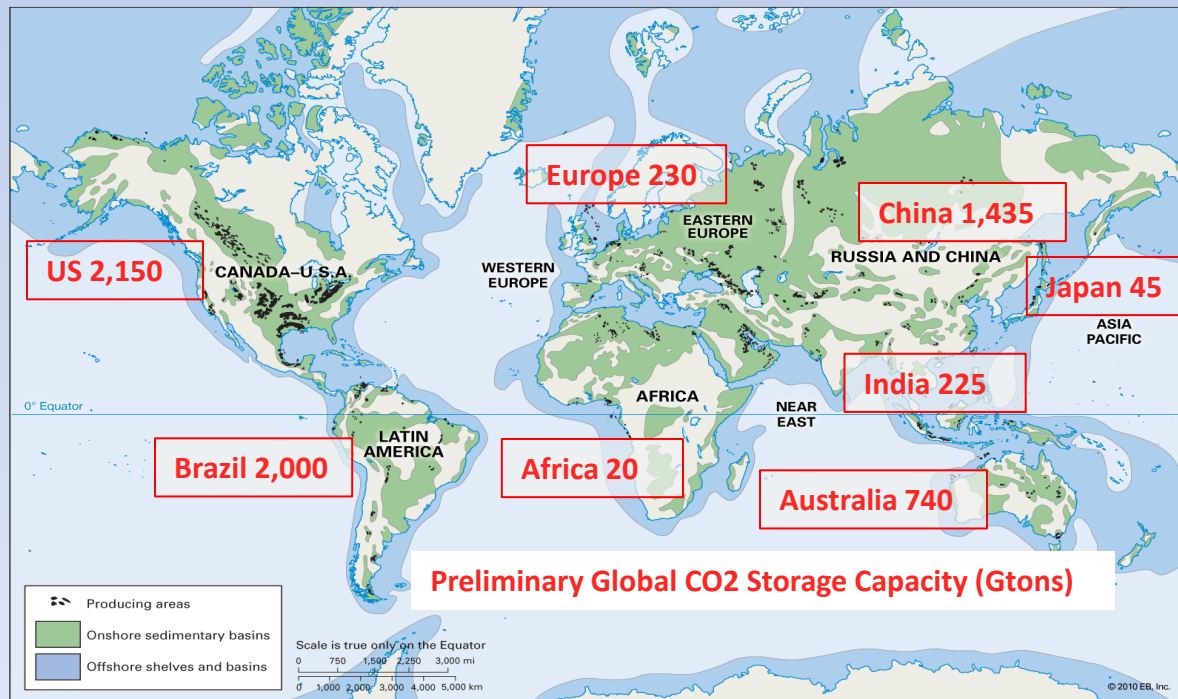 Europe 230
China 1,435
EASTERN
EUROPE
RUSSIA AND CHINA
US 2,150
CANADA–U.S.A.
WESTERN
EUROPE
Japan 45
ASIA
PACIFIC
India 225
AFRICA
0° Equator
NEAR
EAST
LATIN
AMERICA
Brazil 2,000
Africa 20
Australia 740
Preliminary Global CO2 Storage Capacity (Gtons)
Producing areas
Onshore sedimentary basins
Offshore shelves and basins
Scale is true only on the Equator
0 750 1,500 2,250 3,000 mi
0 1,000 2,000 3,000 4,000 5,000 km
© 2010 EB, Inc.